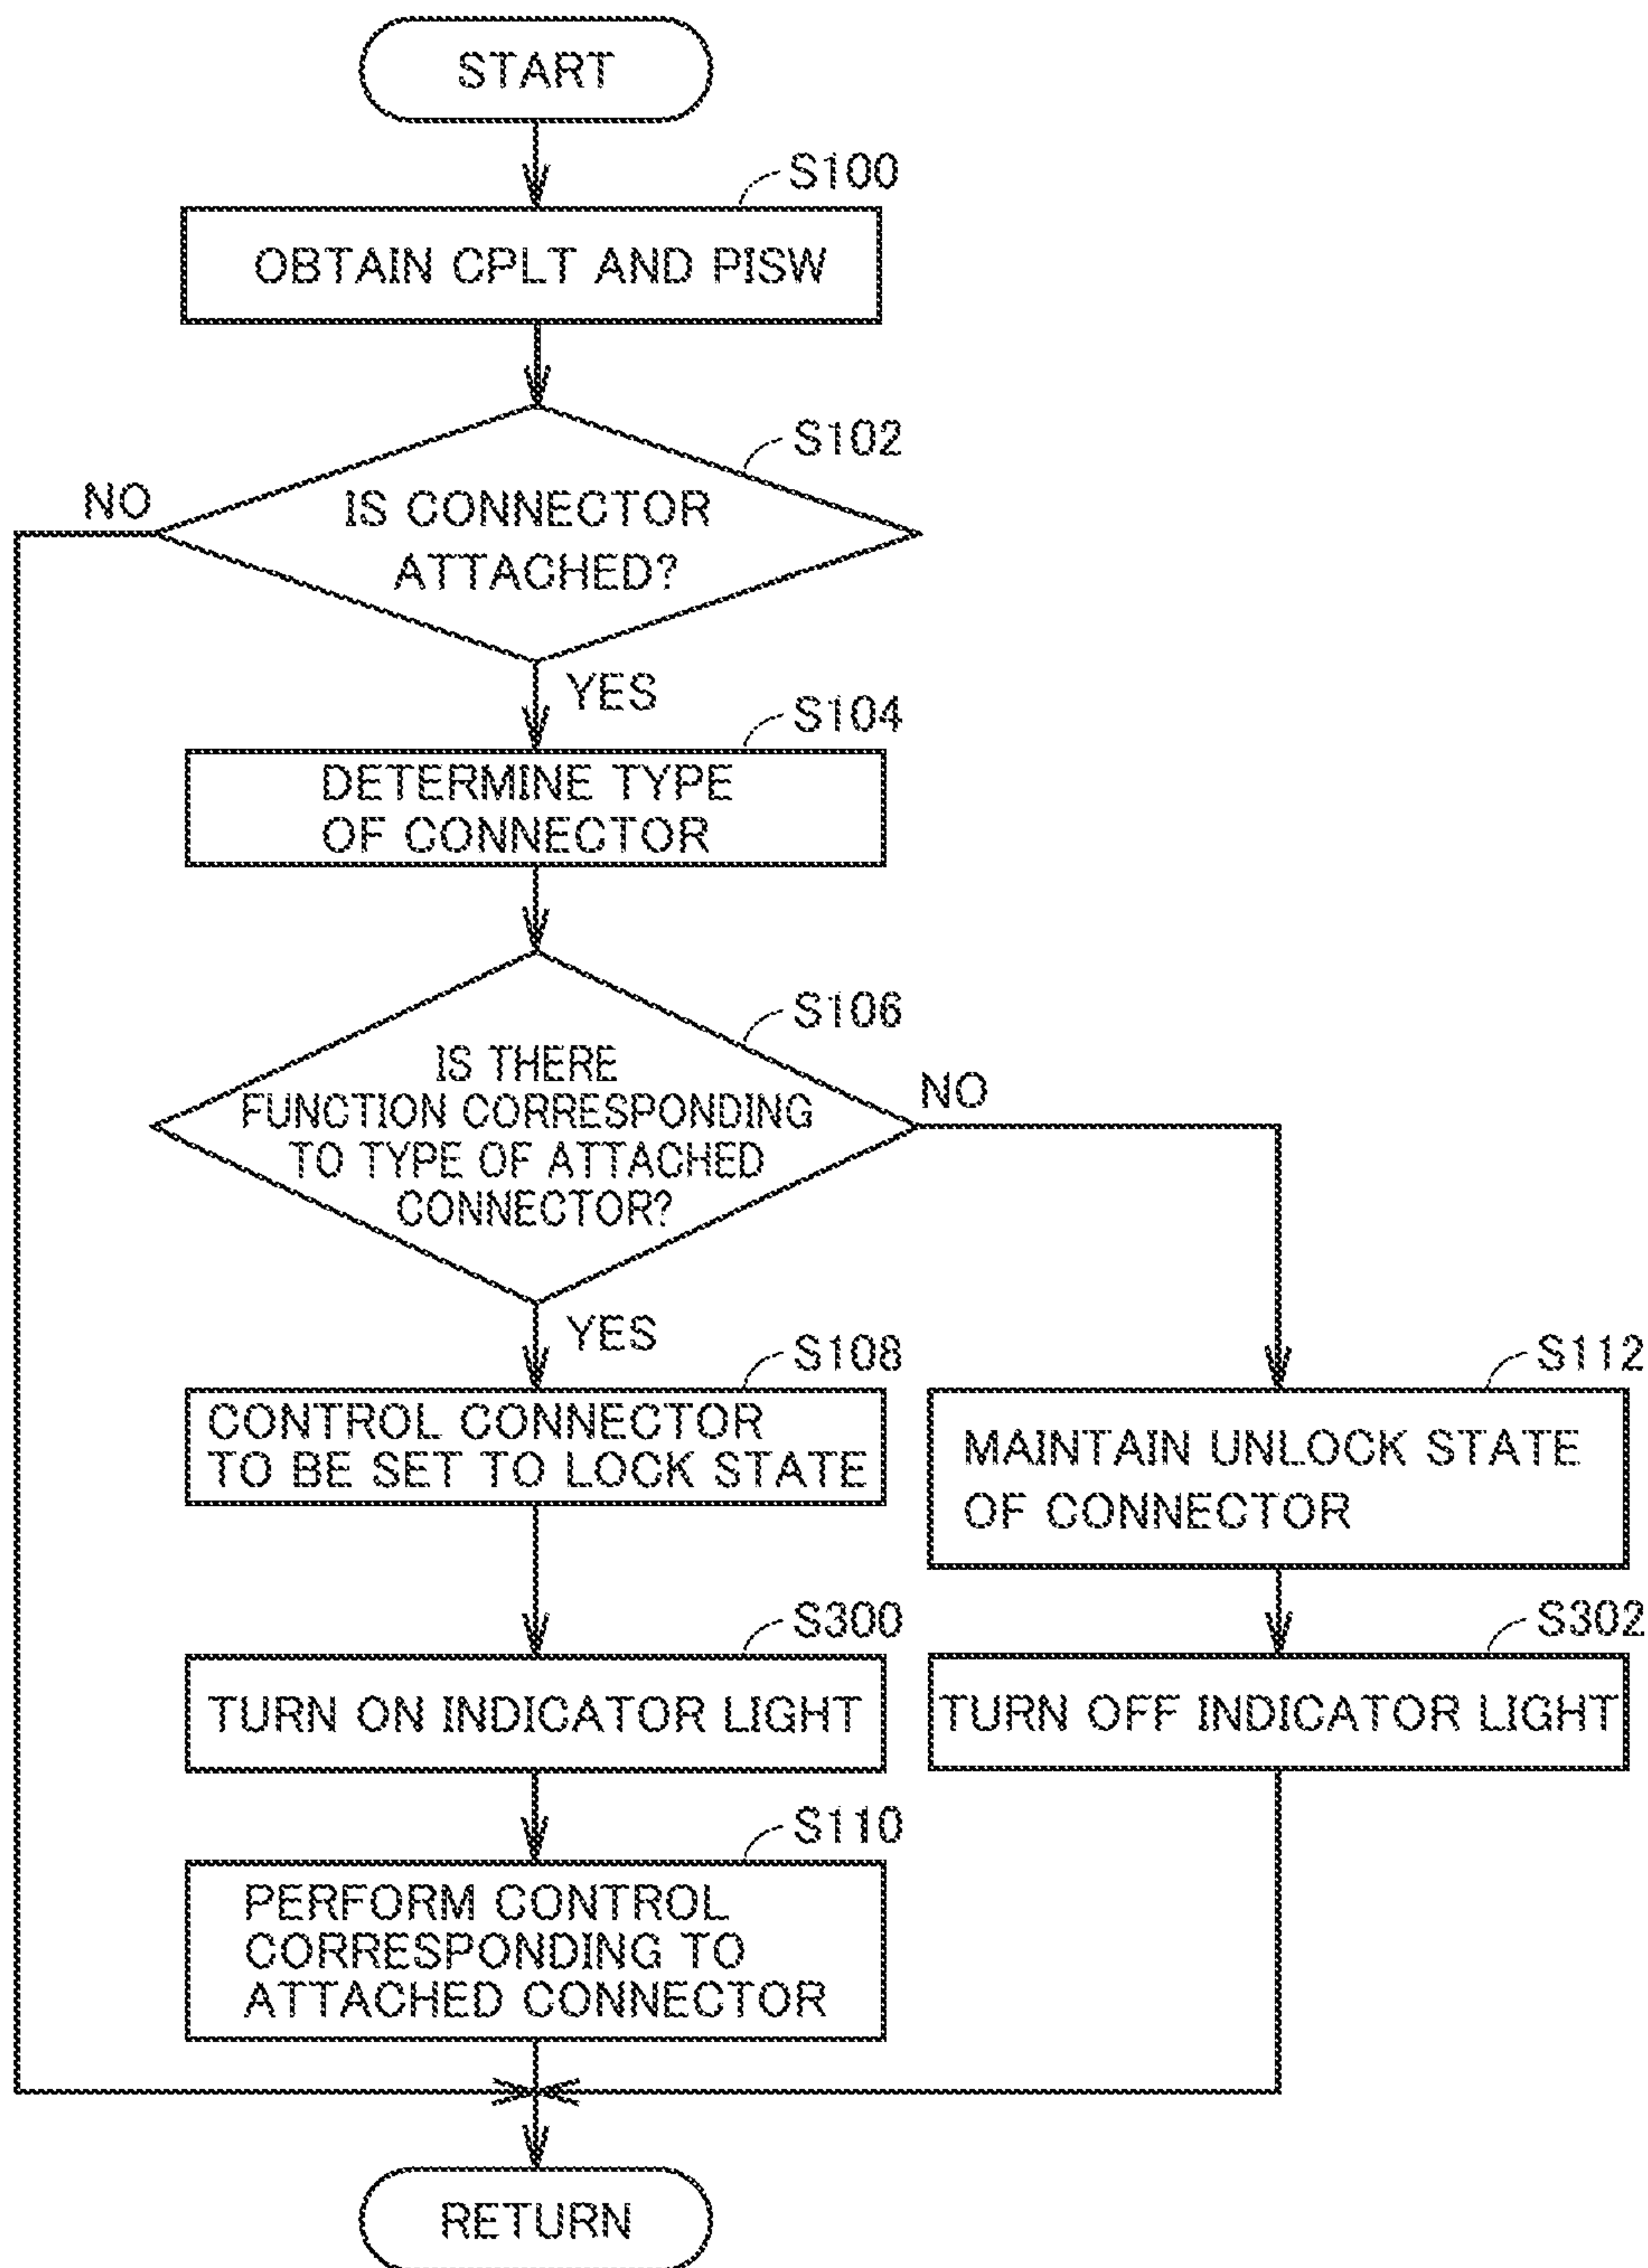 START
S100
OBTAIN CPLT AND PISW
S102
NO
IS CONNECTOR
ATTACHED?
YES
S104
DETERMINE TYPE
OF CONNECTOR
S106
IS THERE
FUNCTION CORRESPONDING
TO TYPE OF ATTACHED
CONNECTOR?
NO
YES
S108
CONTROL CONNECTOR
TO BE SET TO LOCK STATE
S112
MAINTAIN UNLOCK STATE
OF CONNECTOR
S300
TURN ON INDICATOR LIGHT
S302
TURN OFF INDICATOR LIGHT
S110
PERFORM CONTROL
CORRESPONDING TO
ATTACHED CONNECTOR
RETURN